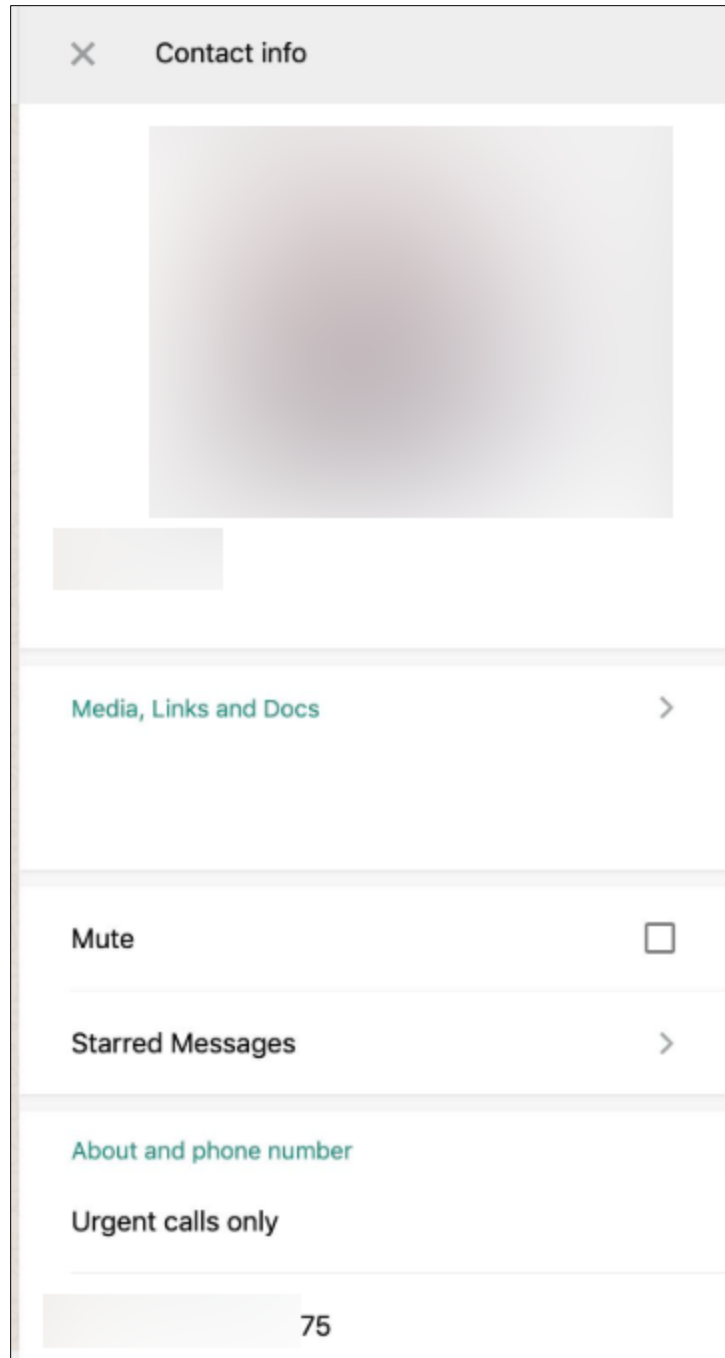 Contact info
Media, Links and Docs
Mute
Starred Messages
About and phone number
Urgent calls only
75